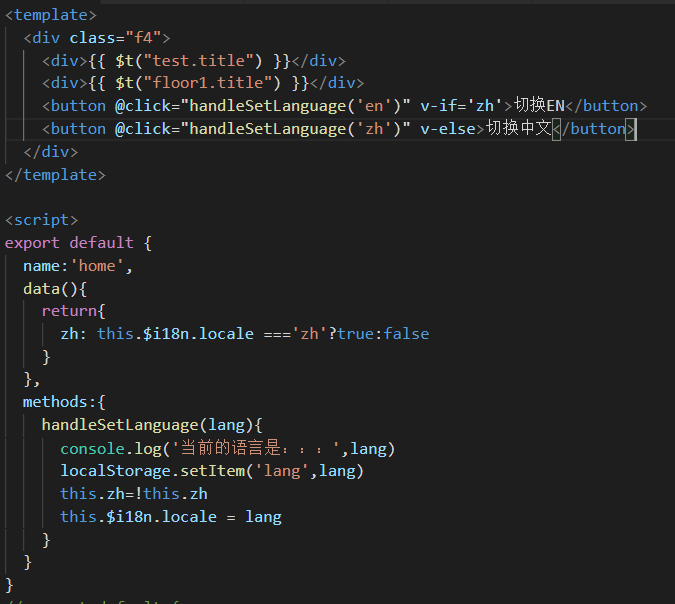 <template>
  <div class="f4">
    <div>{{ $t("test.title") }}</div>
    <div>{{ $t("floor1.title") }}</div>
    <button @click="handleSetLanguage('en')" v-if='zh'>切换EN</button>
    <button @click="handleSetLanguage('zh')" v-else>切换中文</button>
  </div>
</template>

<script>
export default {
  name:'home',
  data(){
    return{
      zh: this.$i18n.locale ==='zh'?true:false
    }
  },
  methods:{
    handleSetLanguage(lang){
      console.log('当前的语言是：：：',lang)
      localStorage.setItem('lang',lang)
      this.zh=!this.zh
      this.$i18n.locale = lang
    }
  }
}